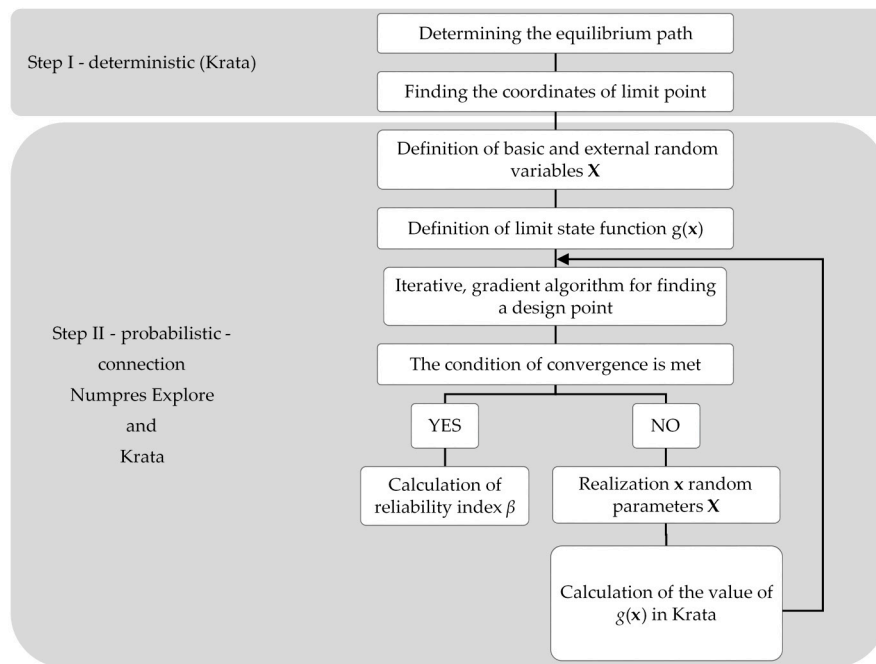 Step I - deterministic (Krata)
Determining the equilibrium path
Finding the coordinates of limit point
Step II - probabilistic -
connection
Numpres Explore
and
Krata
Definition of basic and external random
variables X
Definition of limit state function g(x)
Iterative, gradient algorithm for finding
a design point
The condition of convergence is met
YES
NO
Calculation of
reliability index β
Realization x random
parameters X
Calculation of the value of
g(x) in Krata